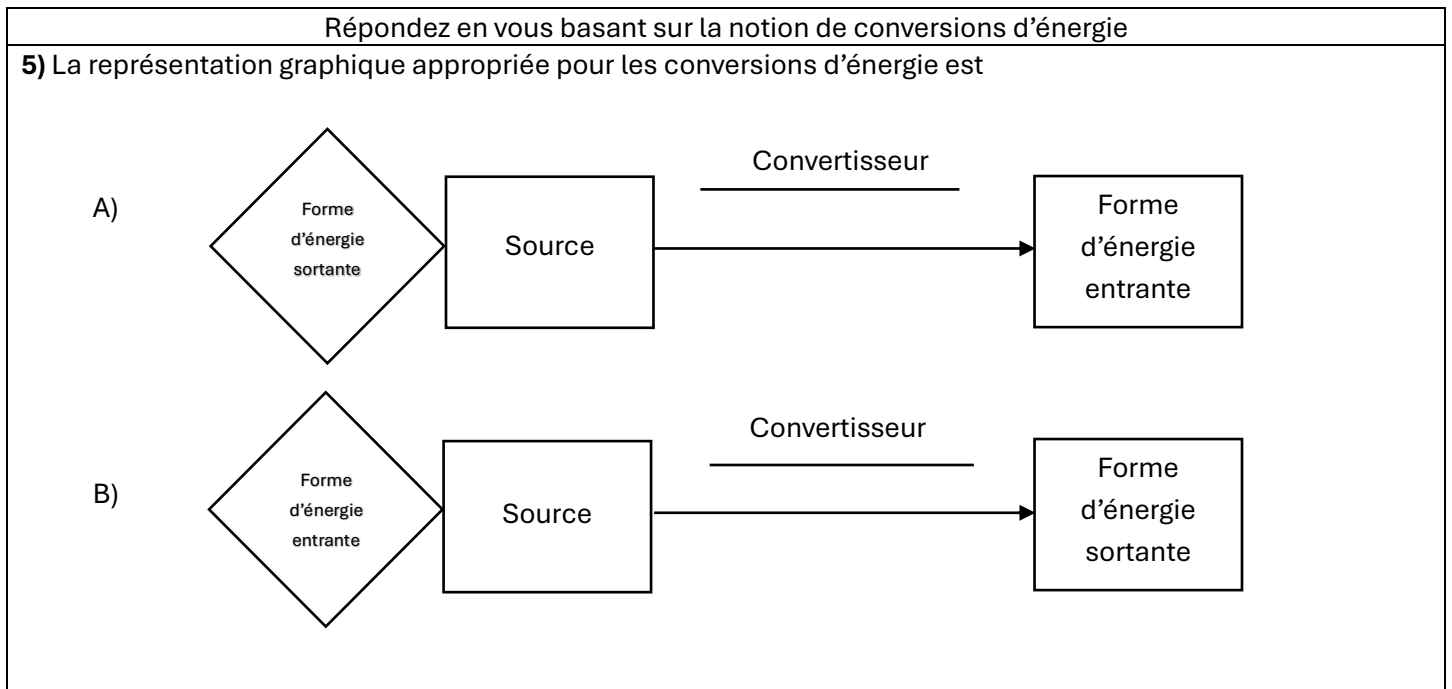 Répondez en vous basant sur la notion de conversions d’énergie
5) La représentation graphique appropriée pour les conversions d’énergie est
A)
Forme
d’énergie
sortante
Source
Convertisseur
Forme
d’énergie
entrante
B)
Forme
d’énergie
entrante
Source
Convertisseur
Forme
d’énergie
sortante